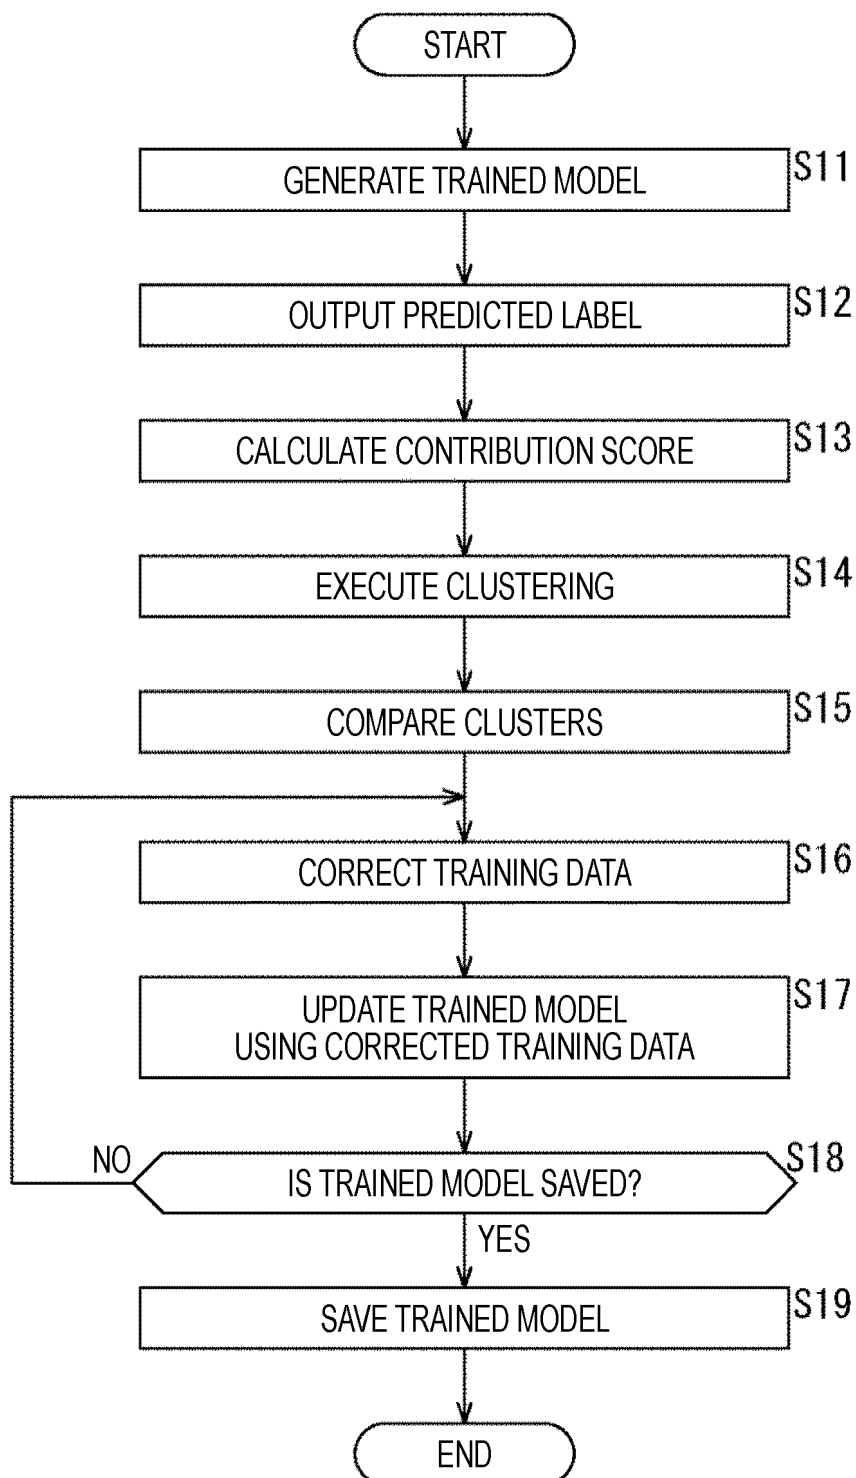 START
S11
GENERATE TRAINED MODEL
S12
OUTPUT PREDICTED LABEL
S13
CALCULATE CONTRIBUTION SCORE
S14
EXECUTE CLUSTERING
S15
COMPARE CLUSTERS
S16
CORRECT TRAINING DATA
S17
UPDATE TRAINED MODEL
USING CORRECTED TRAINING DATA
NO
S18
IS TRAINED MODEL SAVED?
YES
S19
SAVE TRAINED MODEL
END